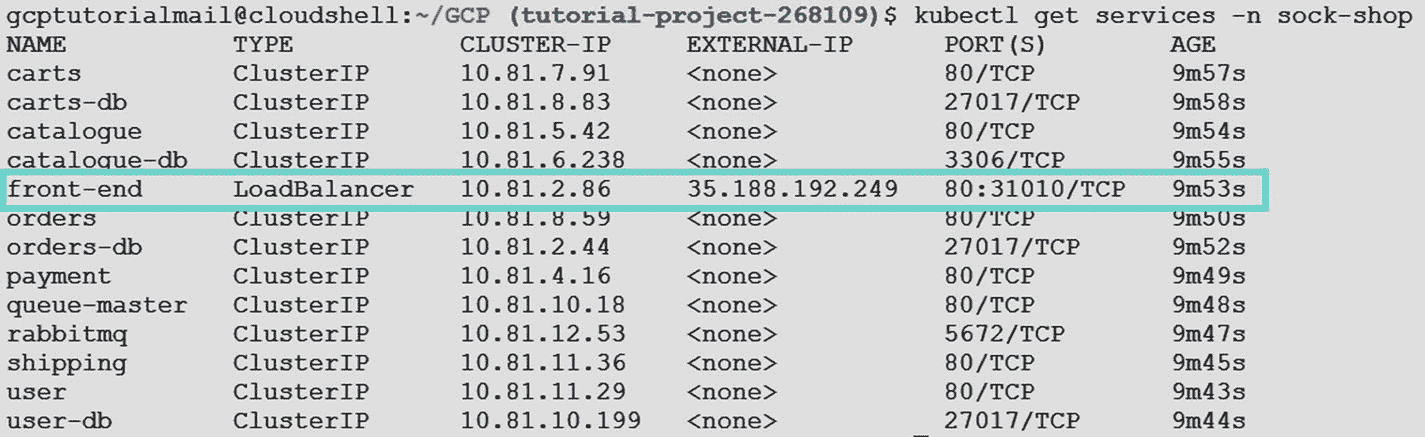 gcptutorialmail@cloudshell:~/GCP (tutorial-project-268109)$ kubectl get services -n sock-shop
NAME TYPE CLUSTER-IP EXTERNAL-IP PORT(S) AGE
carts ClusterIP 10.81.7.91 <none> 80/TCP 9m57s
carts-db ClusterIP 10.81.8.83 <none> 27017/TCP 9m58s
catalogue ClusterIP 10.81.5.42 <none> 80/TCP 9m54s
catalogue-db ClusterIP 10.81.6.238 <none> 3306/TCP 9m55s
front-end LoadBalancer 10.81.2.86 35.188.192.249 80:31010/TCP 9m53s
orders ClusterIP 10.81.8.59 <none> 80/TCP 9m50s
orders-db ClusterIP 10.81.2.44 <none> 27017/TCP 9m52s
payment ClusterIP 10.81.4.16 <none> 80/TCP 9m49s
queue-master ClusterIP 10.81.10.18 <none> 80/TCP 9m48s
rabbitmq ClusterIP 10.81.12.53 <none> 5672/TCP 9m47s
shipping ClusterIP 10.81.11.36 <none> 80/TCP 9m45s
user ClusterIP 10.81.11.29 <none> 80/TCP 9m43s
user-db ClusterIP 10.81.10.199 <none> 27017/TCP 9m44s